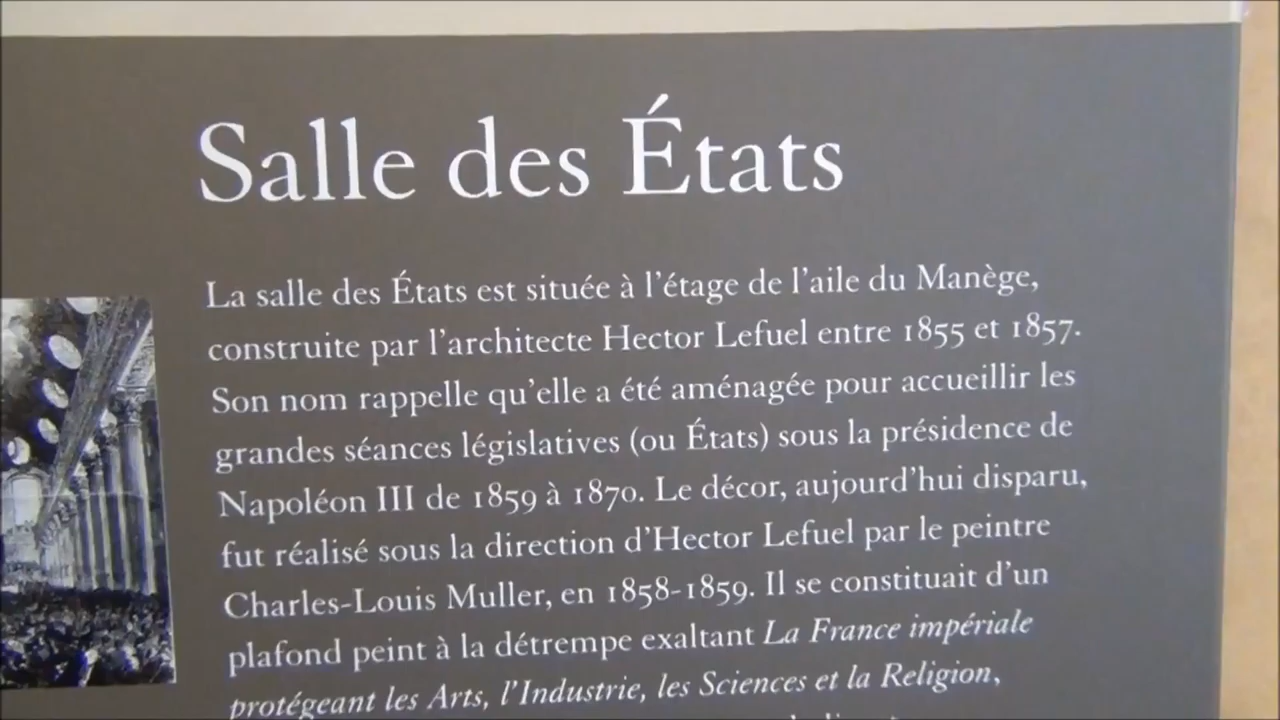 Salle des États
La salle des États est située à l'étage de l'aile du Manège,
construite par l'architecte Hector Lefuel entre 1855 et 1857.
Son nom rappelle qu'elle a été aménagée pour accueillir les
grandes séances législatives (ou États) sous la présidence de
Napoléon III de 1859 à 1870. Le décor, aujourd'hui disparu,
fut réalisé sous la direction d'Hector Lefuel par le peintre
Charles-Louis Muller, en 1858-1859. Il se constituait d'un
plafond peint à la détrempe exaltant La France impériale
protégeant les Arts, l'Industrie, les Sciences et la Religion,